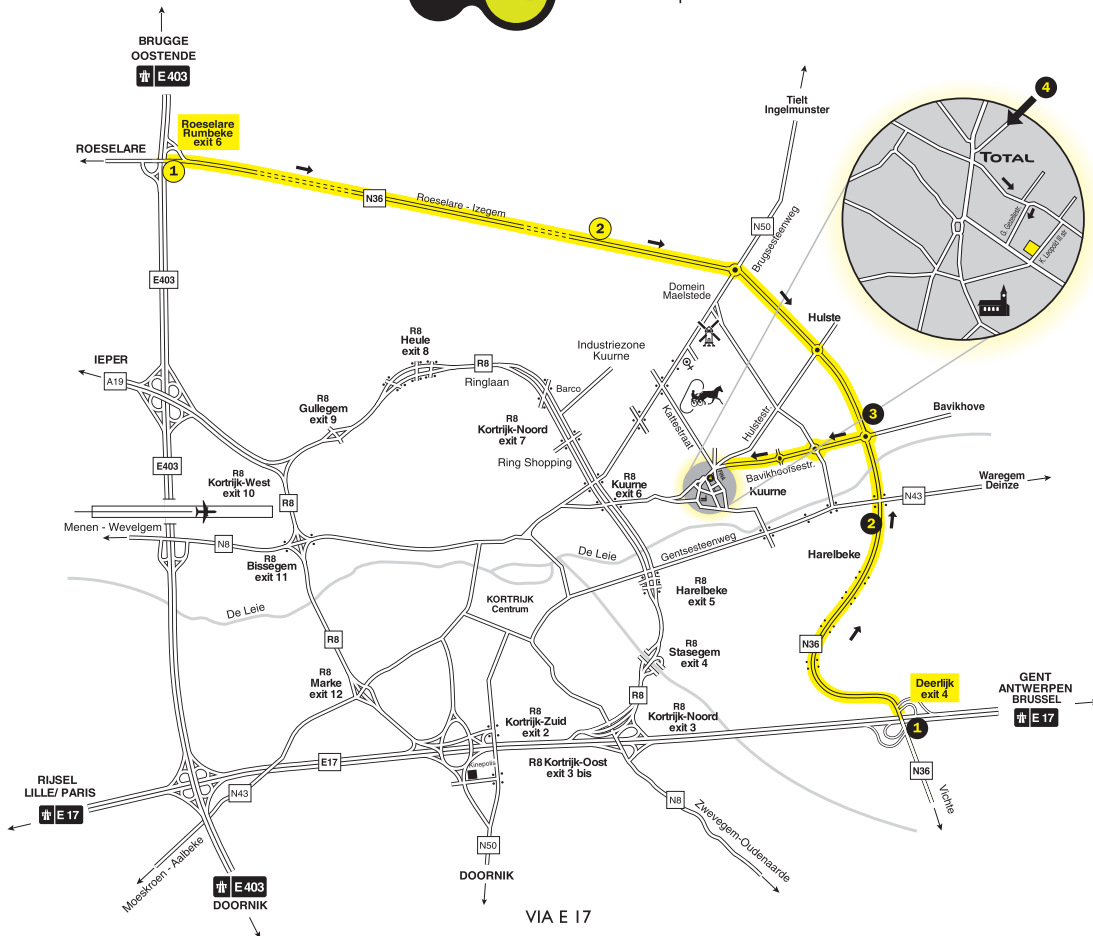 BRUGGE
OOSTENDE
E 403
Roeselare
Rumbeke
exit 6
ROESELARE
1
N36
Roeselare - Izegem
2
Tielt
Ingelmunster
N50
Brugsesteenweg
4
TOTAL
G. Gezellestr.
K. Leopold III str.
E403
Domein
Maelstede
Hulste
IEPER
A19
R8
Heule
exit 8
R8
Ringlaan
Industriezone
Kuurne
Barco
R8
Gullegem
exit 9
R8
Kortrijk-Noord
exit 7
Kattestraat
Hulstestr.
3
Bavikhove
E403
R8
Kortrijk-West
exit 10
Ring Shopping
R8
Kuurne
exit 6
Bavikhoofsestr.
Kuurne
Waregem
Deinze
N43
R8
Menen - Wevelgem
N8
R8
Bissegem
exit 11
De Leie
Gentsesteenweg
2
Harelbeke
De Leie
KORTRIJK
Centrum
R8
Harelbeke
exit 5
R8
N36
R8
Stasegem
exit 4
R8
Marke
exit 12
R8
Deerlijk
exit 4
GENT
ANTWERPEN
BRUSSEL
E 17
R8
Kortrijk-Zuid
exit 2
R8
Kortrijk-Noord
exit 3
1
E17
Kinepolis
R8 Kortrijk-Oost
exit 3 bis
N36
Vichte
RIJSEL
LILLE/ PARIS
E 17
N43
N8
Zwevegem-Oudenaarde
Moeskroen - Aalbeke
N50
DOORNIK
E 403
DOORNIK
VIA E 17